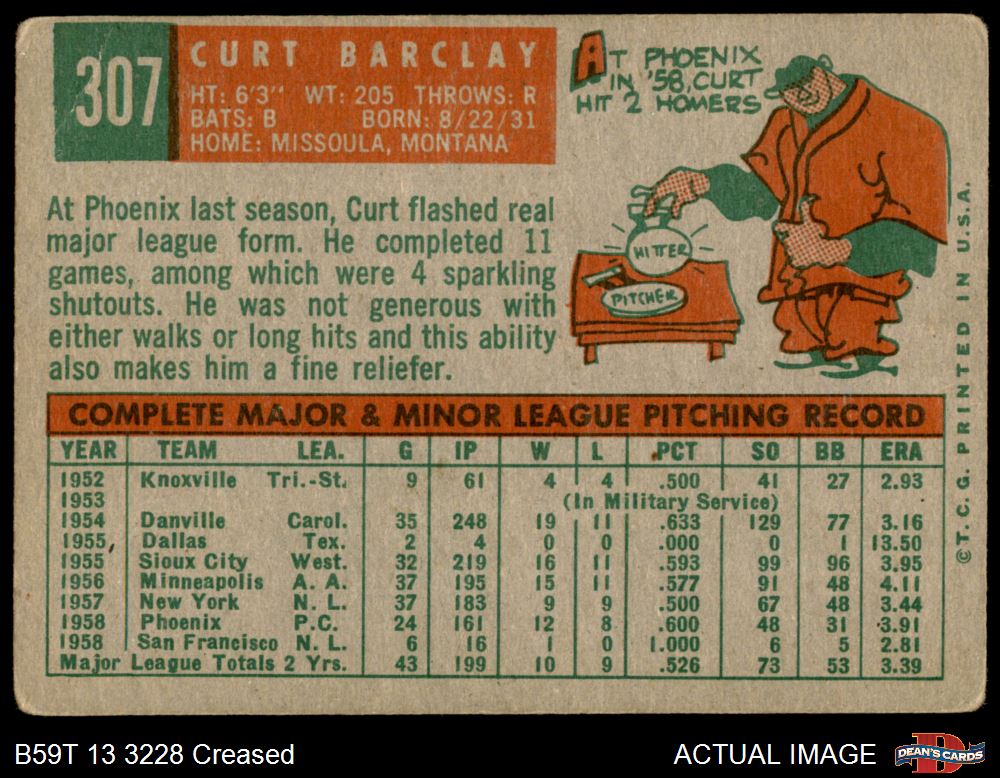 307
CURT BARCLAY
HT: 6'3" WT: 205 THROWS: R
BATS: B BORN: 8/22/31
HOME: MISSOULA, MONTANA
AT PHOENIX
IN '58, CURT
HIT 2 HOMERS
HITTER
PITCHER
At Phoenix last season, Curt flashed real
major league form. He completed 11
games, among which were 4 sparkling
shutouts. He was not generous with
either walks or long hits and this ability
also makes him a fine reliefer.
COMPLETE MAJOR & MINOR LEAGUE PITCHING RECORD
YEAR TEAM LEA. G IP W L PCT SO BB ERA
1952 Knoxville Tri.-St. 9 61 4 4 .500 41 27 2.93
1953 (In Military Service)
1954 Danville Carol. 35 248 19 11 .633 129 77 3.16
1955 Dallas Tex. 2 4 0 0 .000 0 1 13.50
1955 Sioux City West. 32 219 16 11 .593 99 96 3.95
1956 Minneapolis A. A. 37 195 15 11 .577 91 48 4.11
1957 New York N. L. 37 183 9 9 .500 67 48 3.44
1958 Phoenix P.C. 24 161 12 8 .600 48 31 3.91
1958 San Francisco N. L. 6 16 1 0 1.000 6 5 2.81
Major League Totals 2 Yrs. 43 199 10 9 .526 73 53 3.39
©T. C. G. PRINTED IN U.S.A.
B59T 13 3228 Creased
ACTUAL IMAGE
DEAN'S CARDS